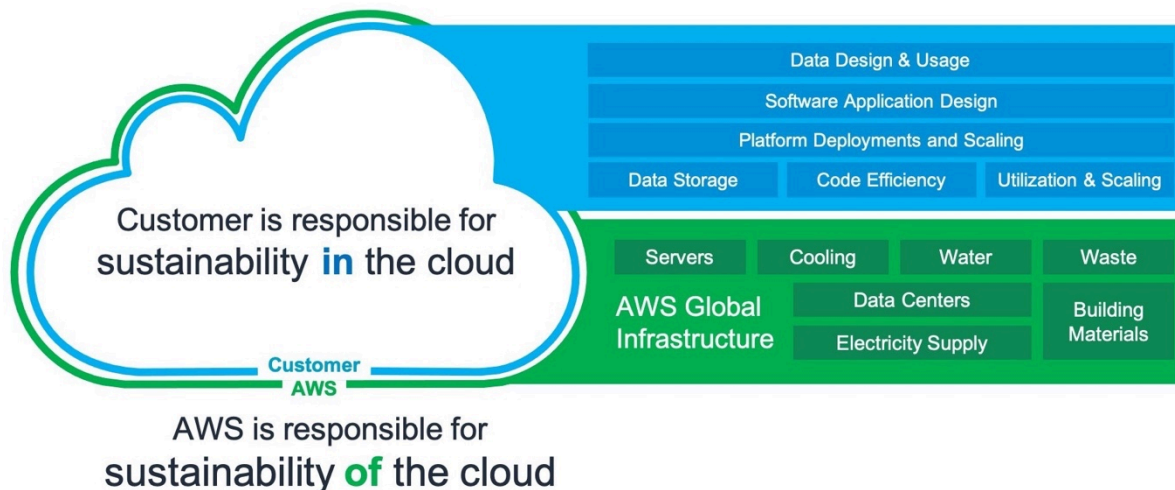 Data Design & Usage
Software Application Design
Platform Deployments and Scaling
Data Storage
Code Efficiency
Utilization & Scaling
Customer is responsible for
sustainability in the cloud
Servers
Cooling
Water
Waste
AWS Global
Infrastructure
Data Centers
Electricity Supply
Building
Materials
Customer
AWS
AWS is responsible for
sustainability of the cloud